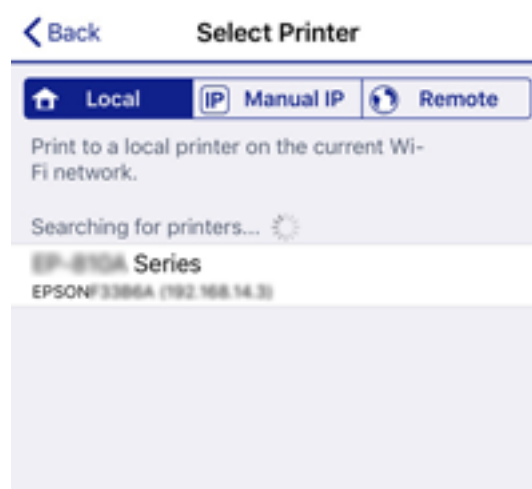 Back
Select Printer
Local
IP Manual IP
Remote
Print to a local printer on the current Wi-
Fi network.
Searching for printers...
Series
EPSON